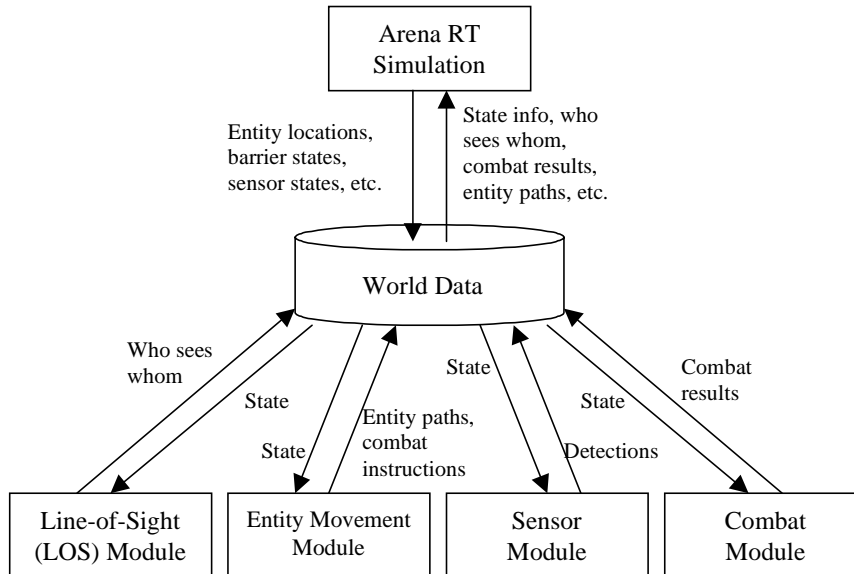 Arena RT
Simulation
Entity locations,
barrier states,
sensor states, etc.
State info, who
sees whom,
combat results,
entity paths, etc.
World Data
Who sees
whom
State
State
Entity paths,
combat
instructions
State
Detections
State
Combat
results
Line-of-Sight
(LOS) Module
Entity Movement
Module
Sensor
Module
Combat
Module